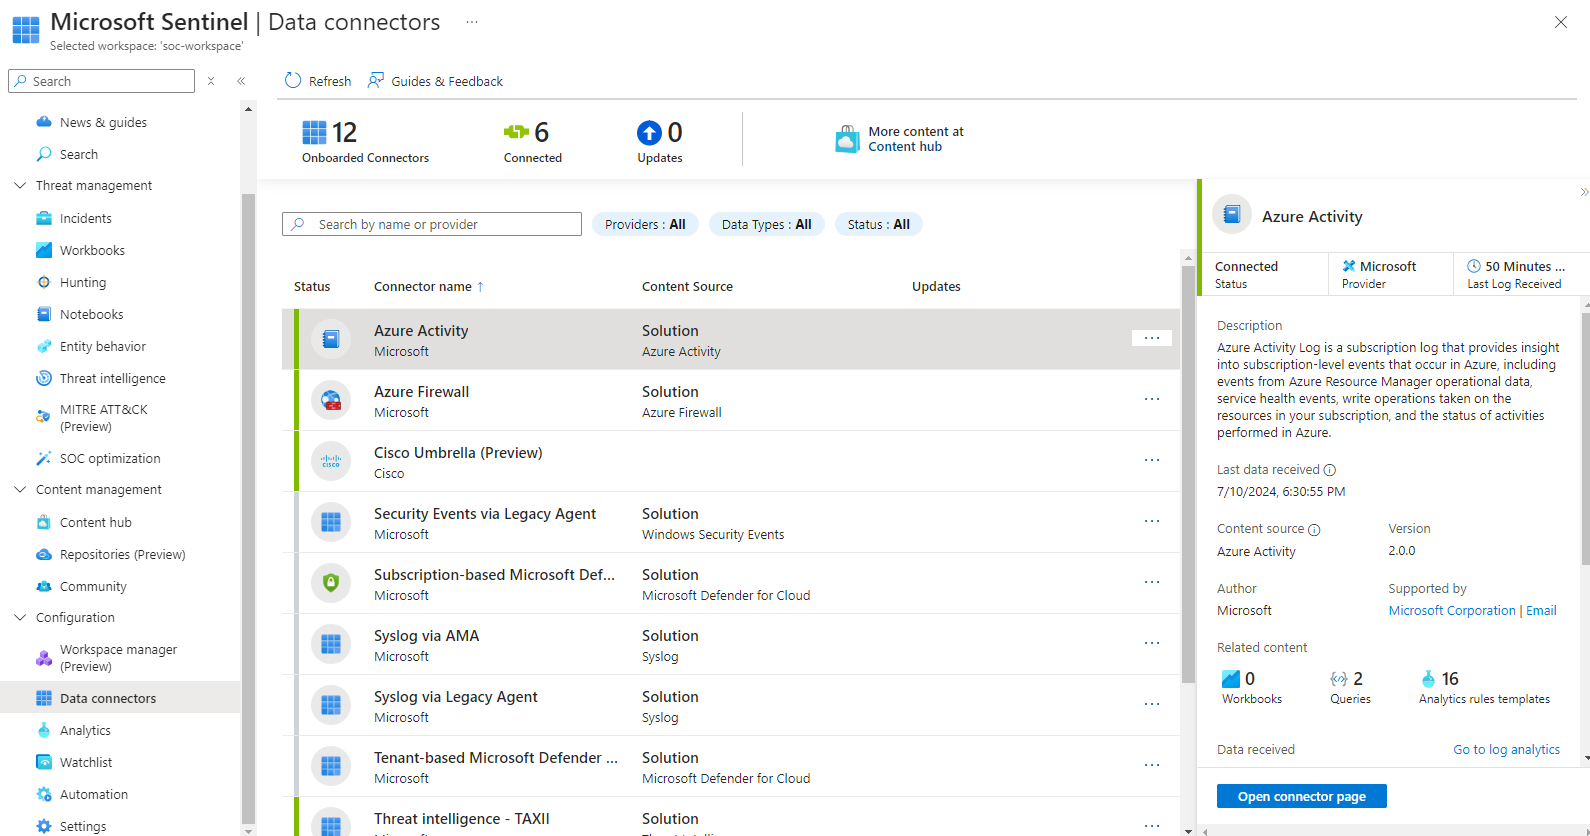 Microsoft Sentinel | Data connectors ...
Selected workspace: 'soc-workspace'
Search
News & guides
Search
Threat management
Incidents
Workbooks
Hunting
Notebooks
Entity behavior
Threat intelligence
MITRE ATT&CK
(Preview)
SOC optimization
Content management
Content hub
Repositories (Preview)
Community
Configuration
Workspace manager
(Preview)
Data connectors
Analytics
Watchlist
Automation
Settings
Refresh
Guides & Feedback
12
Onboarded Connectors
6
Connected
0
Updates
More content at
Content hub
Search by name or provider
Providers : All
Data Types : All
Status : All
Status
Connector name ↑
Content Source
Updates
Azure Activity
Microsoft
Solution
Azure Activity
...
Azure Firewall
Microsoft
Solution
Azure Firewall
...
CISCO
Cisco Umbrella (Preview)
Cisco
...
Security Events via Legacy Agent
Microsoft
Solution
Windows Security Events
...
Subscription-based Microsoft Def...
Microsoft
Solution
Microsoft Defender for Cloud
...
Syslog via AMA
Microsoft
Solution
Syslog
...
Syslog via Legacy Agent
Microsoft
Solution
Syslog
...
Tenant-based Microsoft Defender ...
Microsoft
Solution
Microsoft Defender for Cloud
...
Threat intelligence - TAXII
Solution
...
Azure Activity
Connected
Status
Microsoft
Provider
50 Minutes ...
Last Log Received
Description
Azure Activity Log is a subscription log that provides insight
into subscription-level events that occur in Azure, including
events from Azure Resource Manager operational data,
service health events, write operations taken on the
resources in your subscription, and the status of activities
performed in Azure.
Last data received
7/10/2024, 6:30:55 PM
Content source
Azure Activity
Version
2.0.0
Author
Microsoft
Supported by
Microsoft Corporation | Email
Related content
0
Workbooks
2
Queries
16
Analytics rules templates
Data received
Go to log analytics
Open connector page